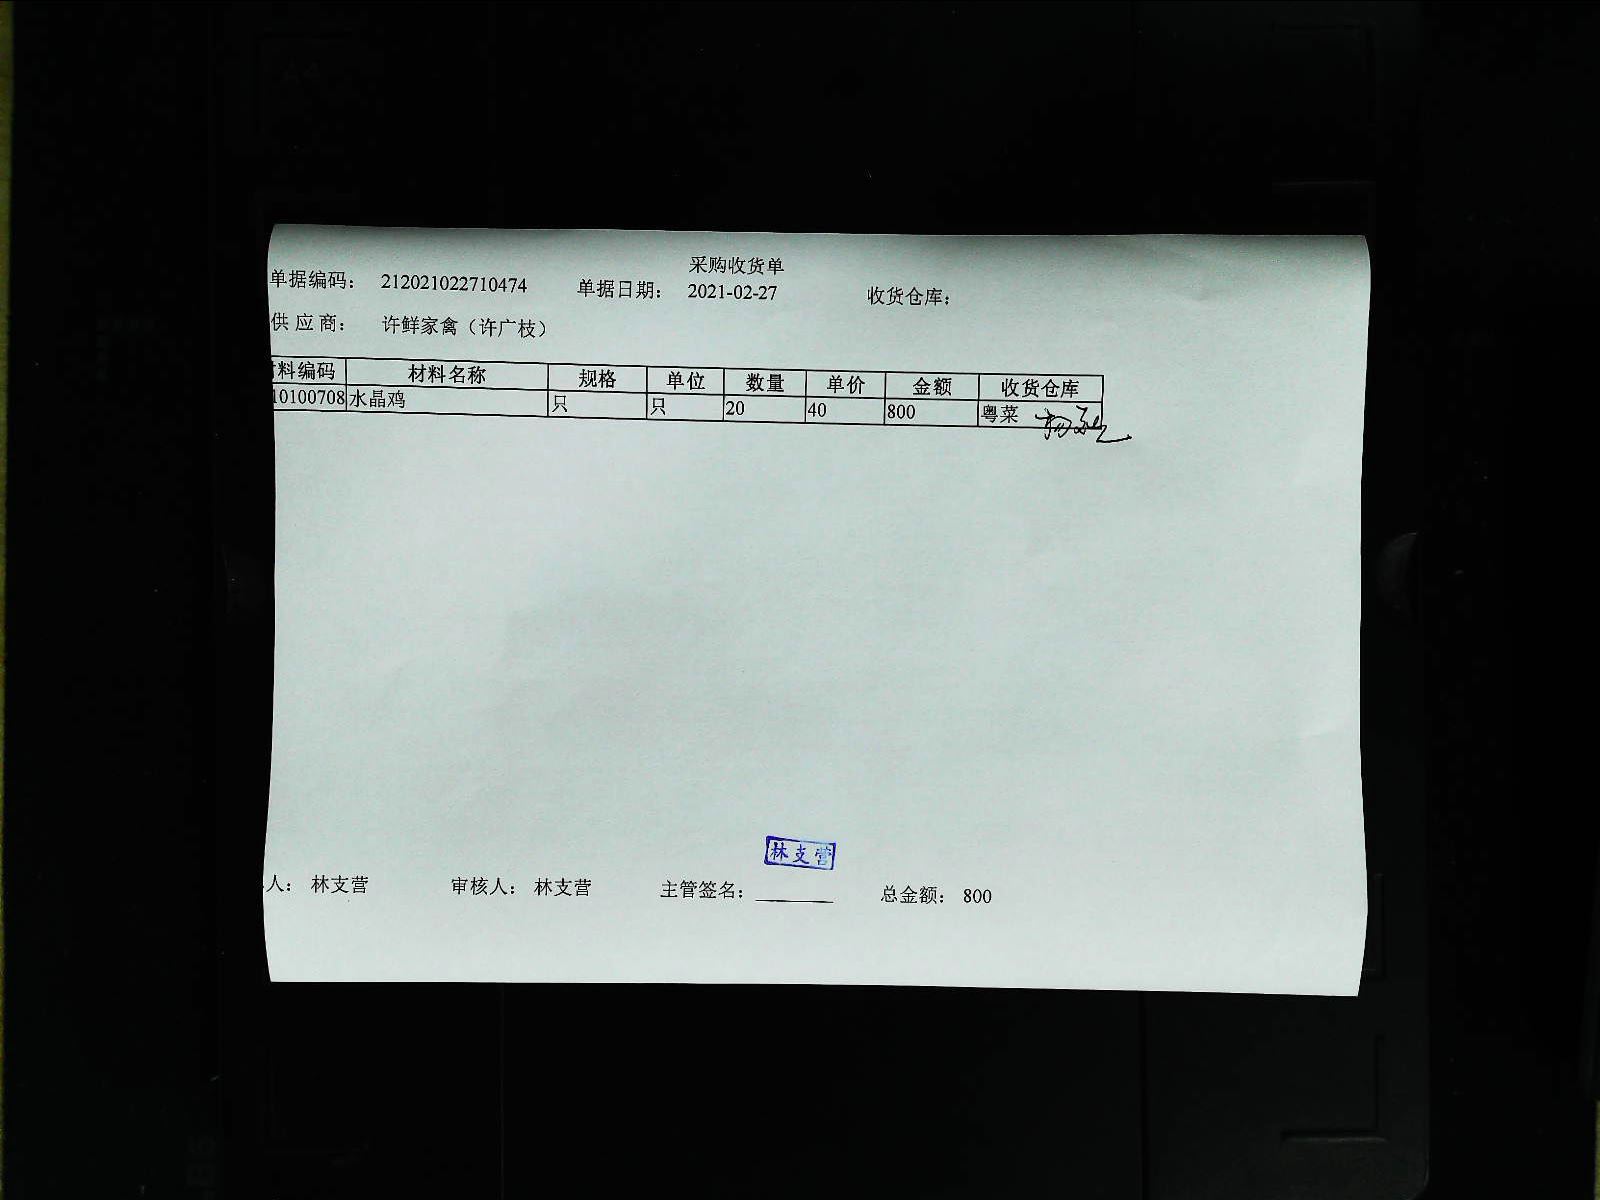 采购收货单
单据编码： 212021022710474 单据日期： 2021-02-27 收货仓库：
供 应 商： 许鲜家禽（许广枝）
料编码 材料名称 规格 单位 数量 单价 金额 收货仓库
10100708 水晶鸡 只 只 20 40 800 粤菜
林支营
人： 林支营 审核人： 林支营 主管签名： 总金额： 800